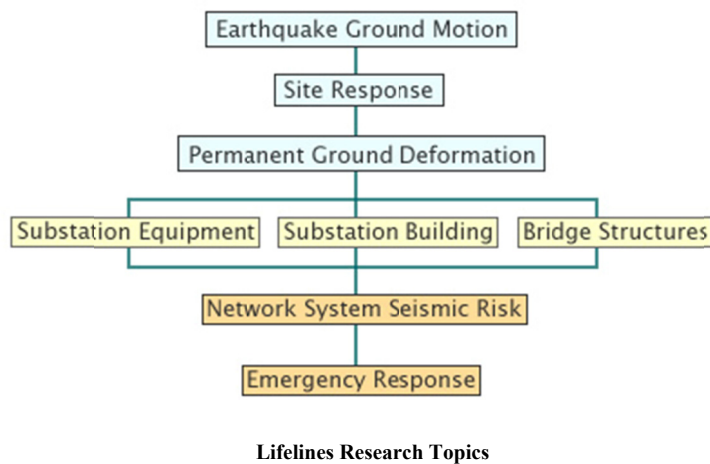 Earthquake Ground Motion
Site Response
Permanent Ground Deformation
Substation Equipment
Substation Building
Bridge Structures
Network System Seismic Risk
Emergency Response
Lifelines Research Topics